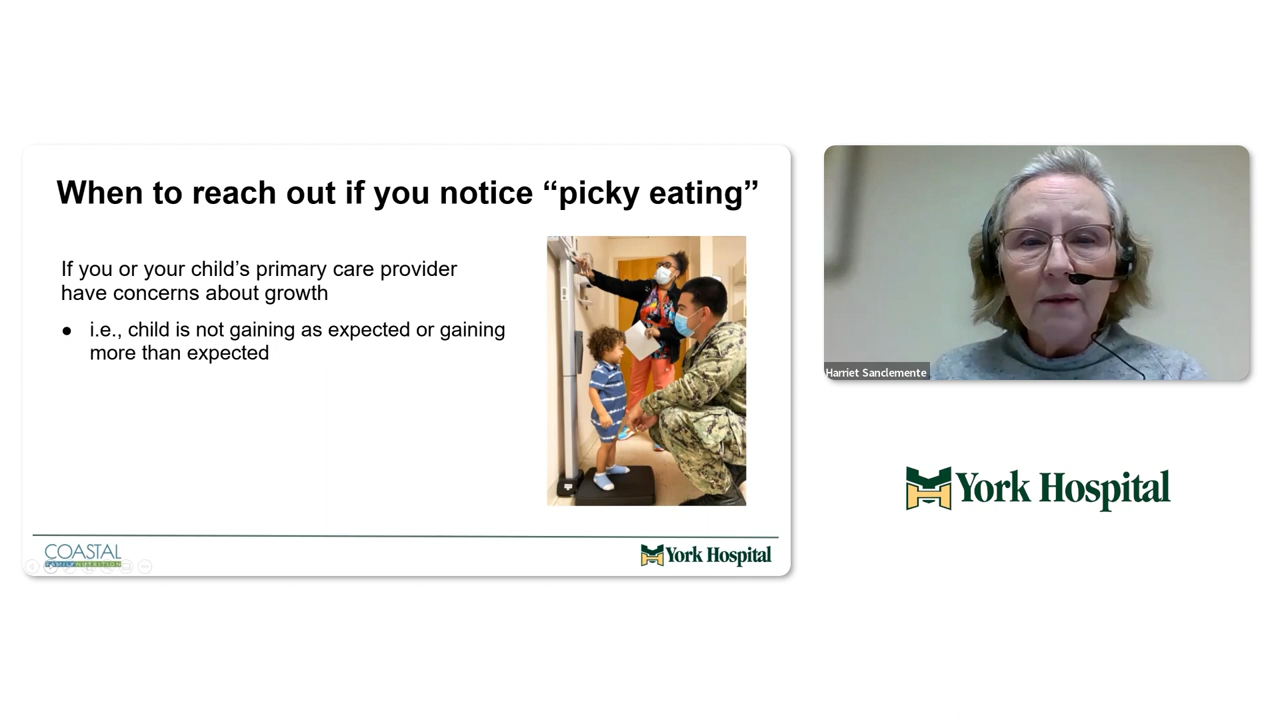 When to reach out if you notice “picky eating”
If you or your child’s primary care provider
have concerns about growth
● i.e., child is not gaining as expected or gaining
more than expected
COASTAL
FAMILY NUTRITION
York Hospital
Harriet Sanclemente
York Hospital